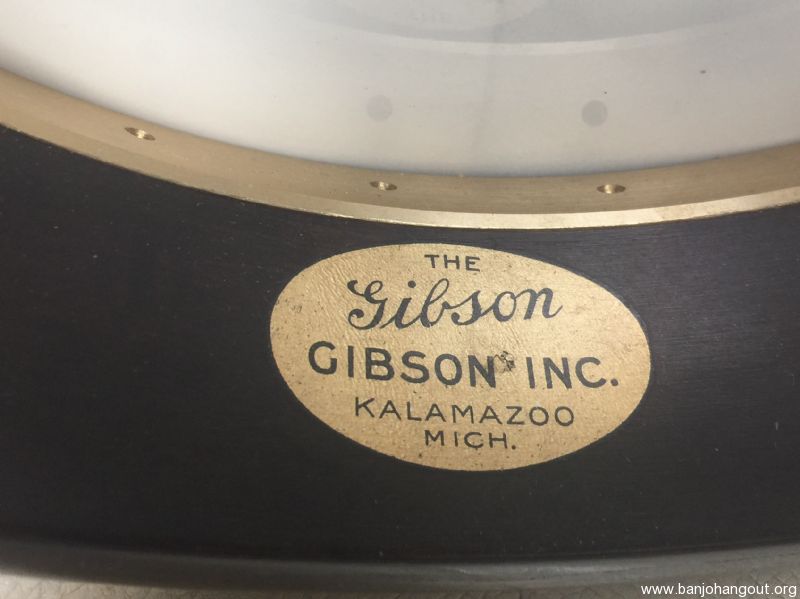 THE
Gibson
GIBSON INC.
KALAMAZOO
MICH.
www.banjohangout.org